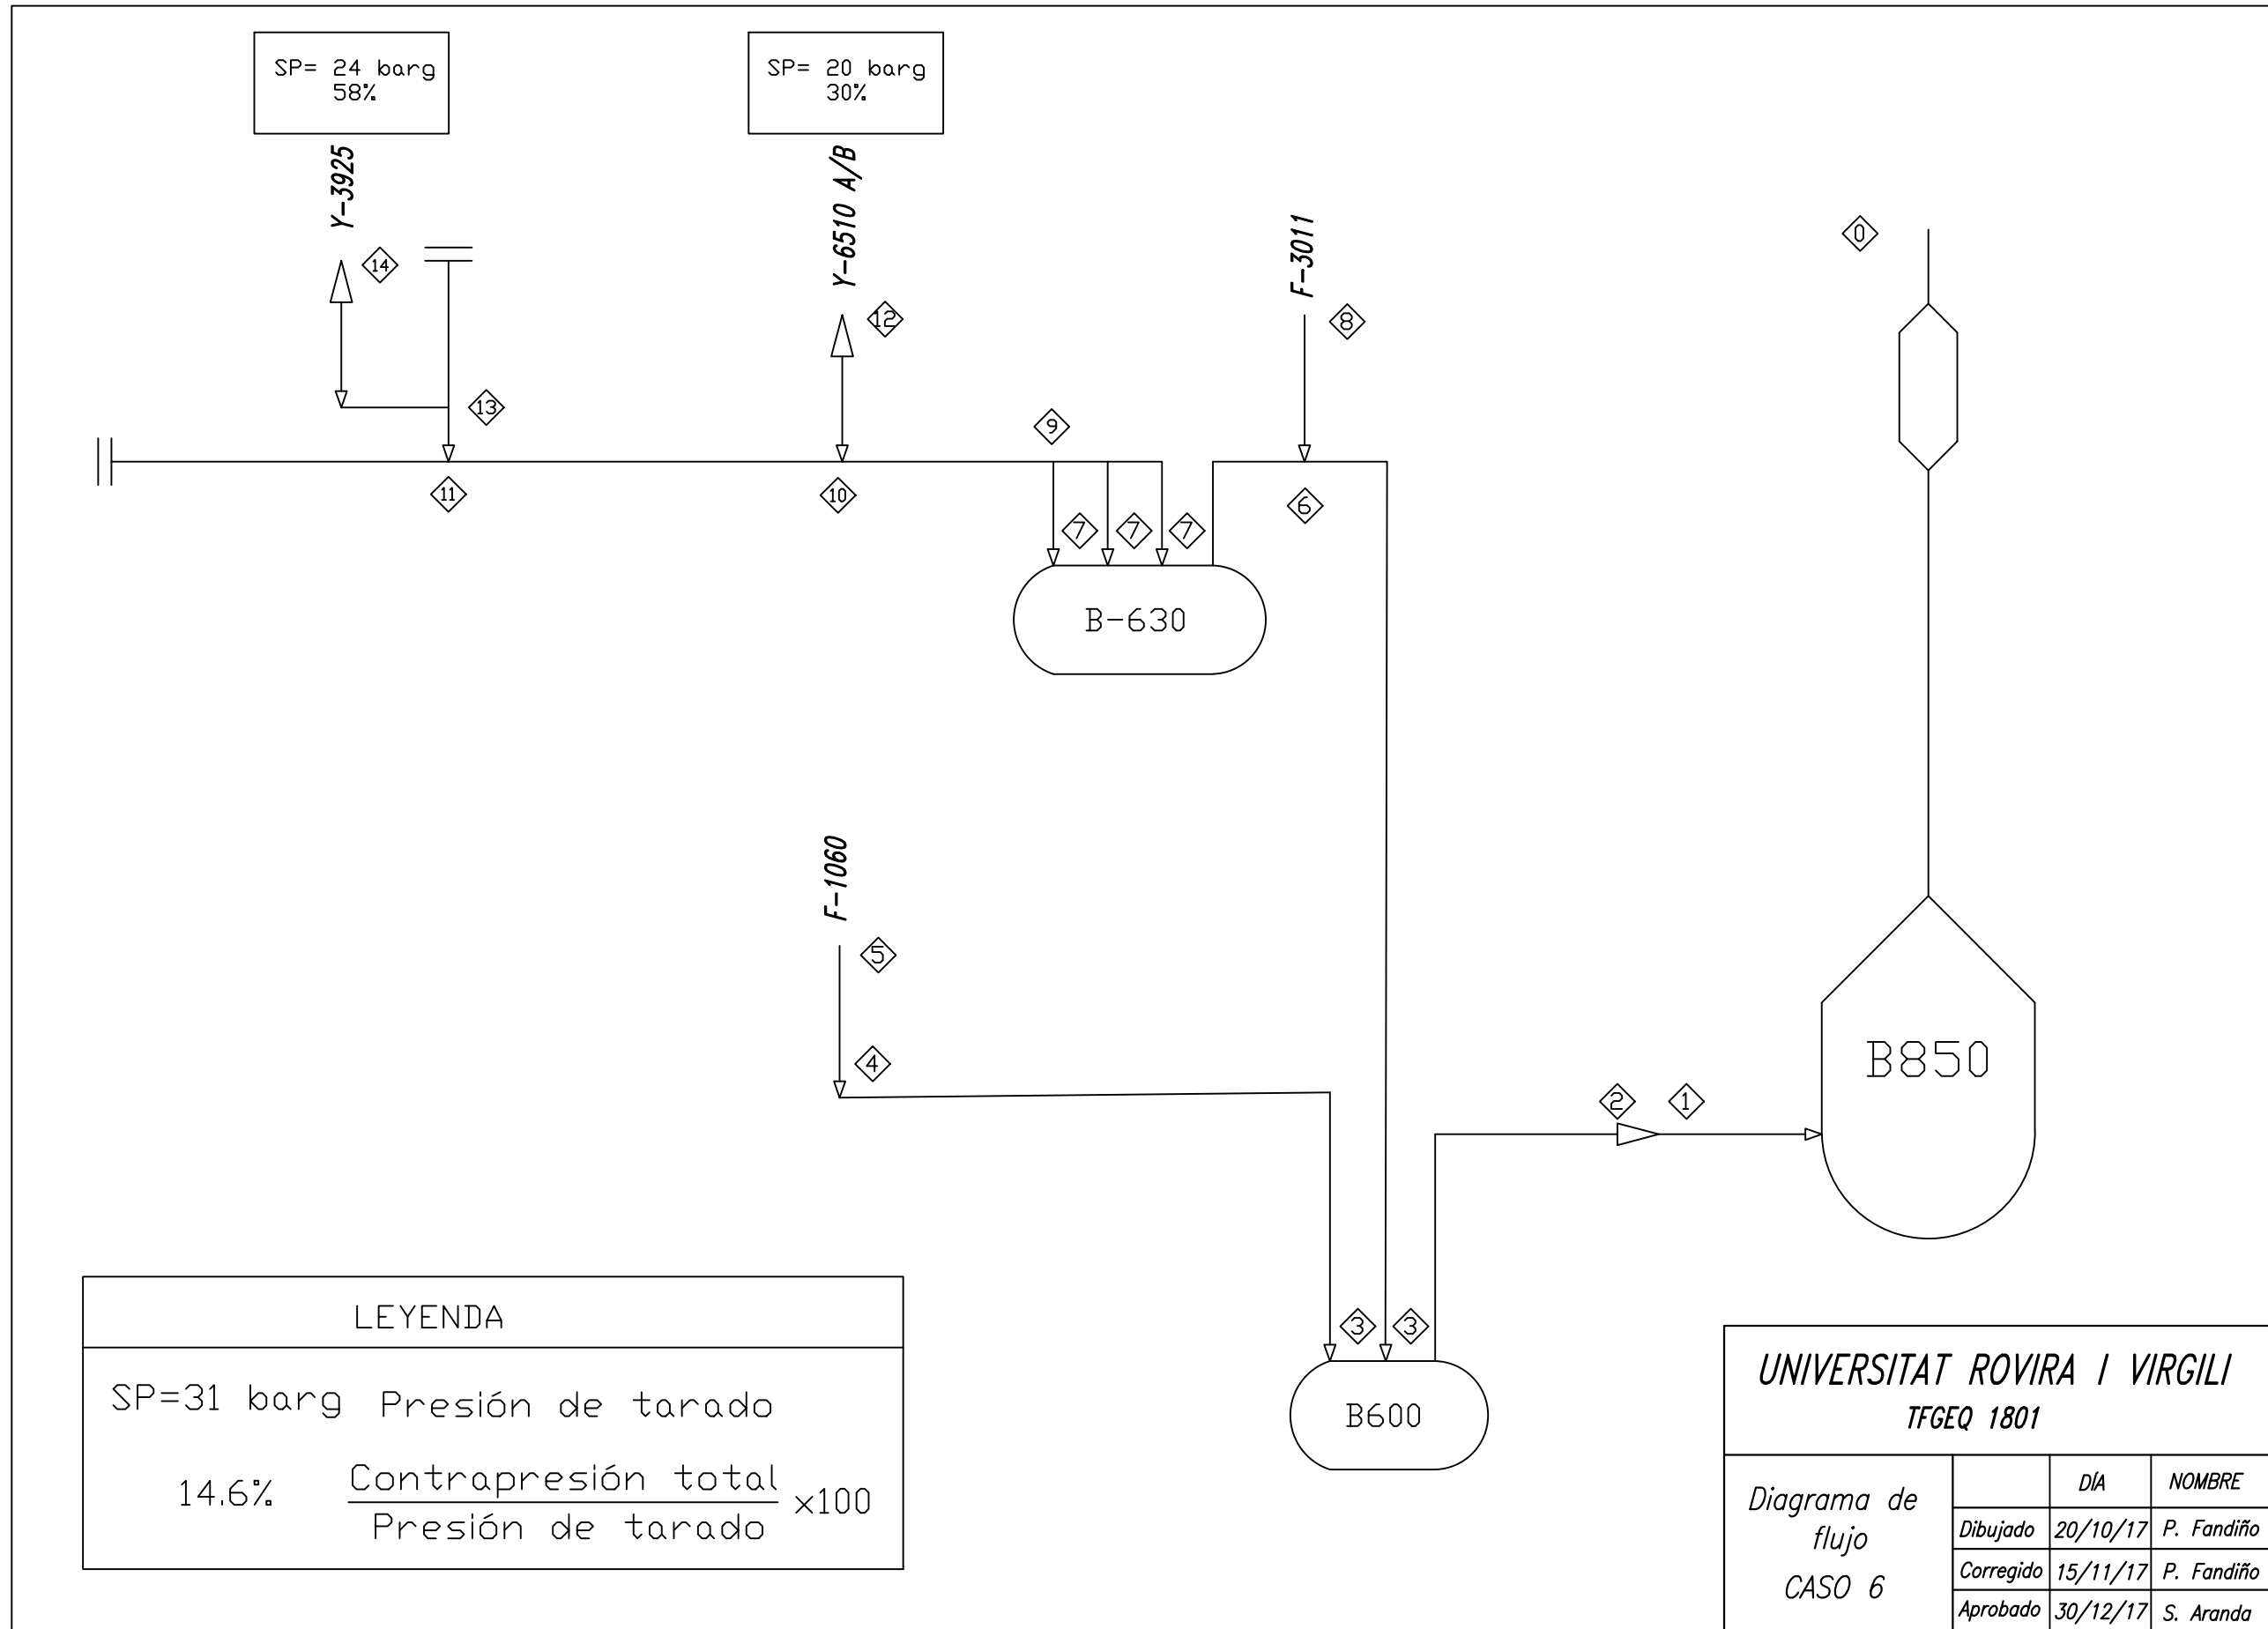 SP= 24 barg
58%
SP= 20 barg
30%
Y-3925
Y-6510 A/B
F-3011
0
14
12
8
13
9
11
10
6
7 7 7
B-630
F-1060
5
4
B850
2 1
3 3
B600
LEYENDA
SP=31 barg Presión de tarado
14.6% Contrapresión total
x100
Presión de tarado
UNIVERSITAT ROVIRA I VIRGILI
TFGEQ 1801
Diagrama de
flujo
CASO 6
DÍA NOMBRE
Dibujado 20/10/17 P. Fandiño
Corregido 15/11/17 P. Fandiño
Aprobado 30/12/17 S. Aranda